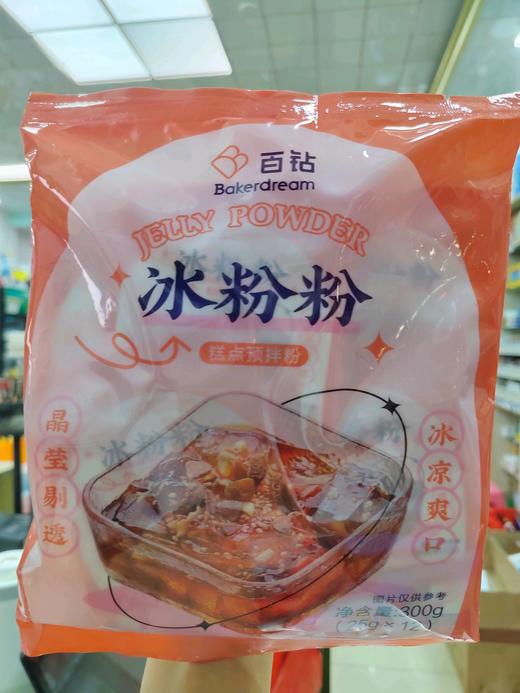 百钻
Bakerdream
JELLY POWDER
冰粉粉
糕点预拌粉
晶莹剔透
冰凉爽口
冰粉粉
图片仅供参考
净含量:300g
(25g×12)